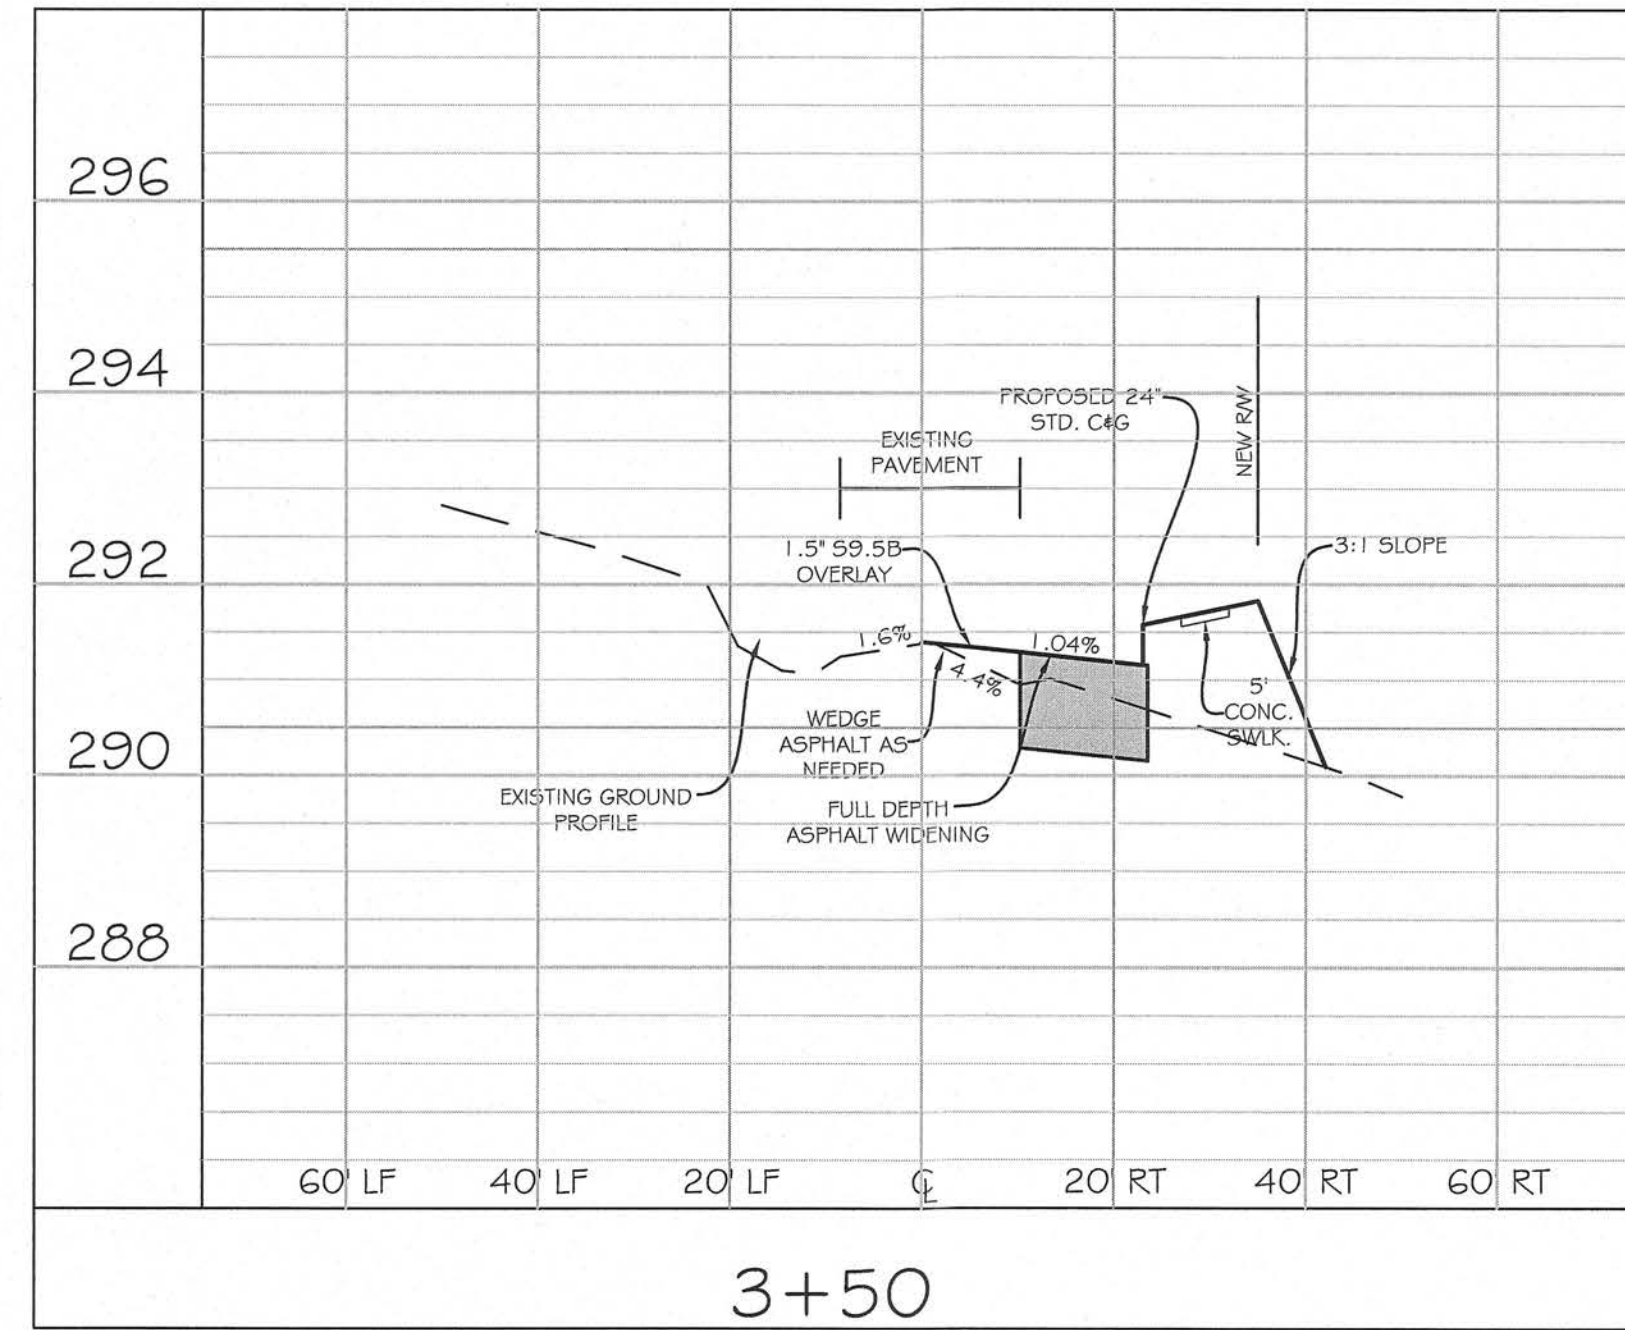 296
294
292
290
288
PROPOSED 24"
STD. C&G
EXISTING
PAVEMENT
NEW R/W
1.5" S9.5B
OVERLAY
3:1 SLOPE
1.6%
1.04%
4.4%
5'
CONC.
SWLK.
WEDGE
ASPHALT AS
NEEDED
EXISTING GROUND
PROFILE
FULL DEPTH
ASPHALT WIDENING
60' LF
40' LF
20' LF
℄
20' RT
40' RT
60' RT
3+50